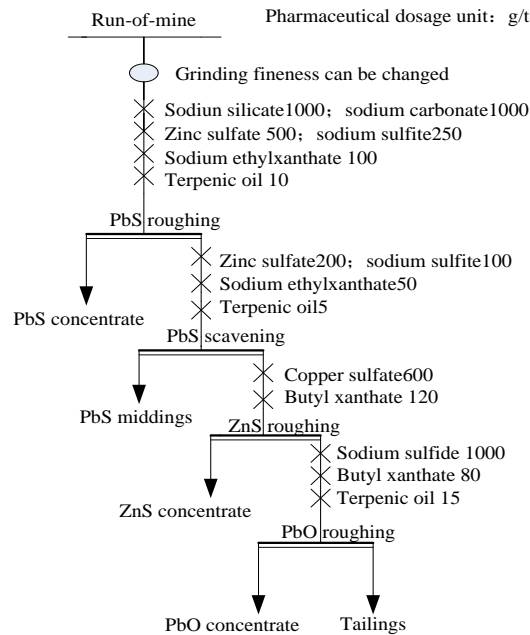 Run-of-mine
Pharmaceutical dosage unit: g/t
Grinding fineness can be changed
Sodiun silicate1000; sodium carbonate1000
Zinc sulfate 500; sodium sulfite250
Sodium ethylxanthate 100
Terpenic oil 10
PbS roughing
Zinc sulfate200; sodium sulfite100
Sodium ethylxanthate50
Terpenic oil5
PbS concentrate
PbS scavening
Copper sulfate600
Butyl xanthate 120
PbS middings
ZnS roughing
Sodium sulfide 1000
Butyl xanthate 80
Terpenic oil 15
ZnS concentrate
PbO roughing
PbO concentrate
Tailings